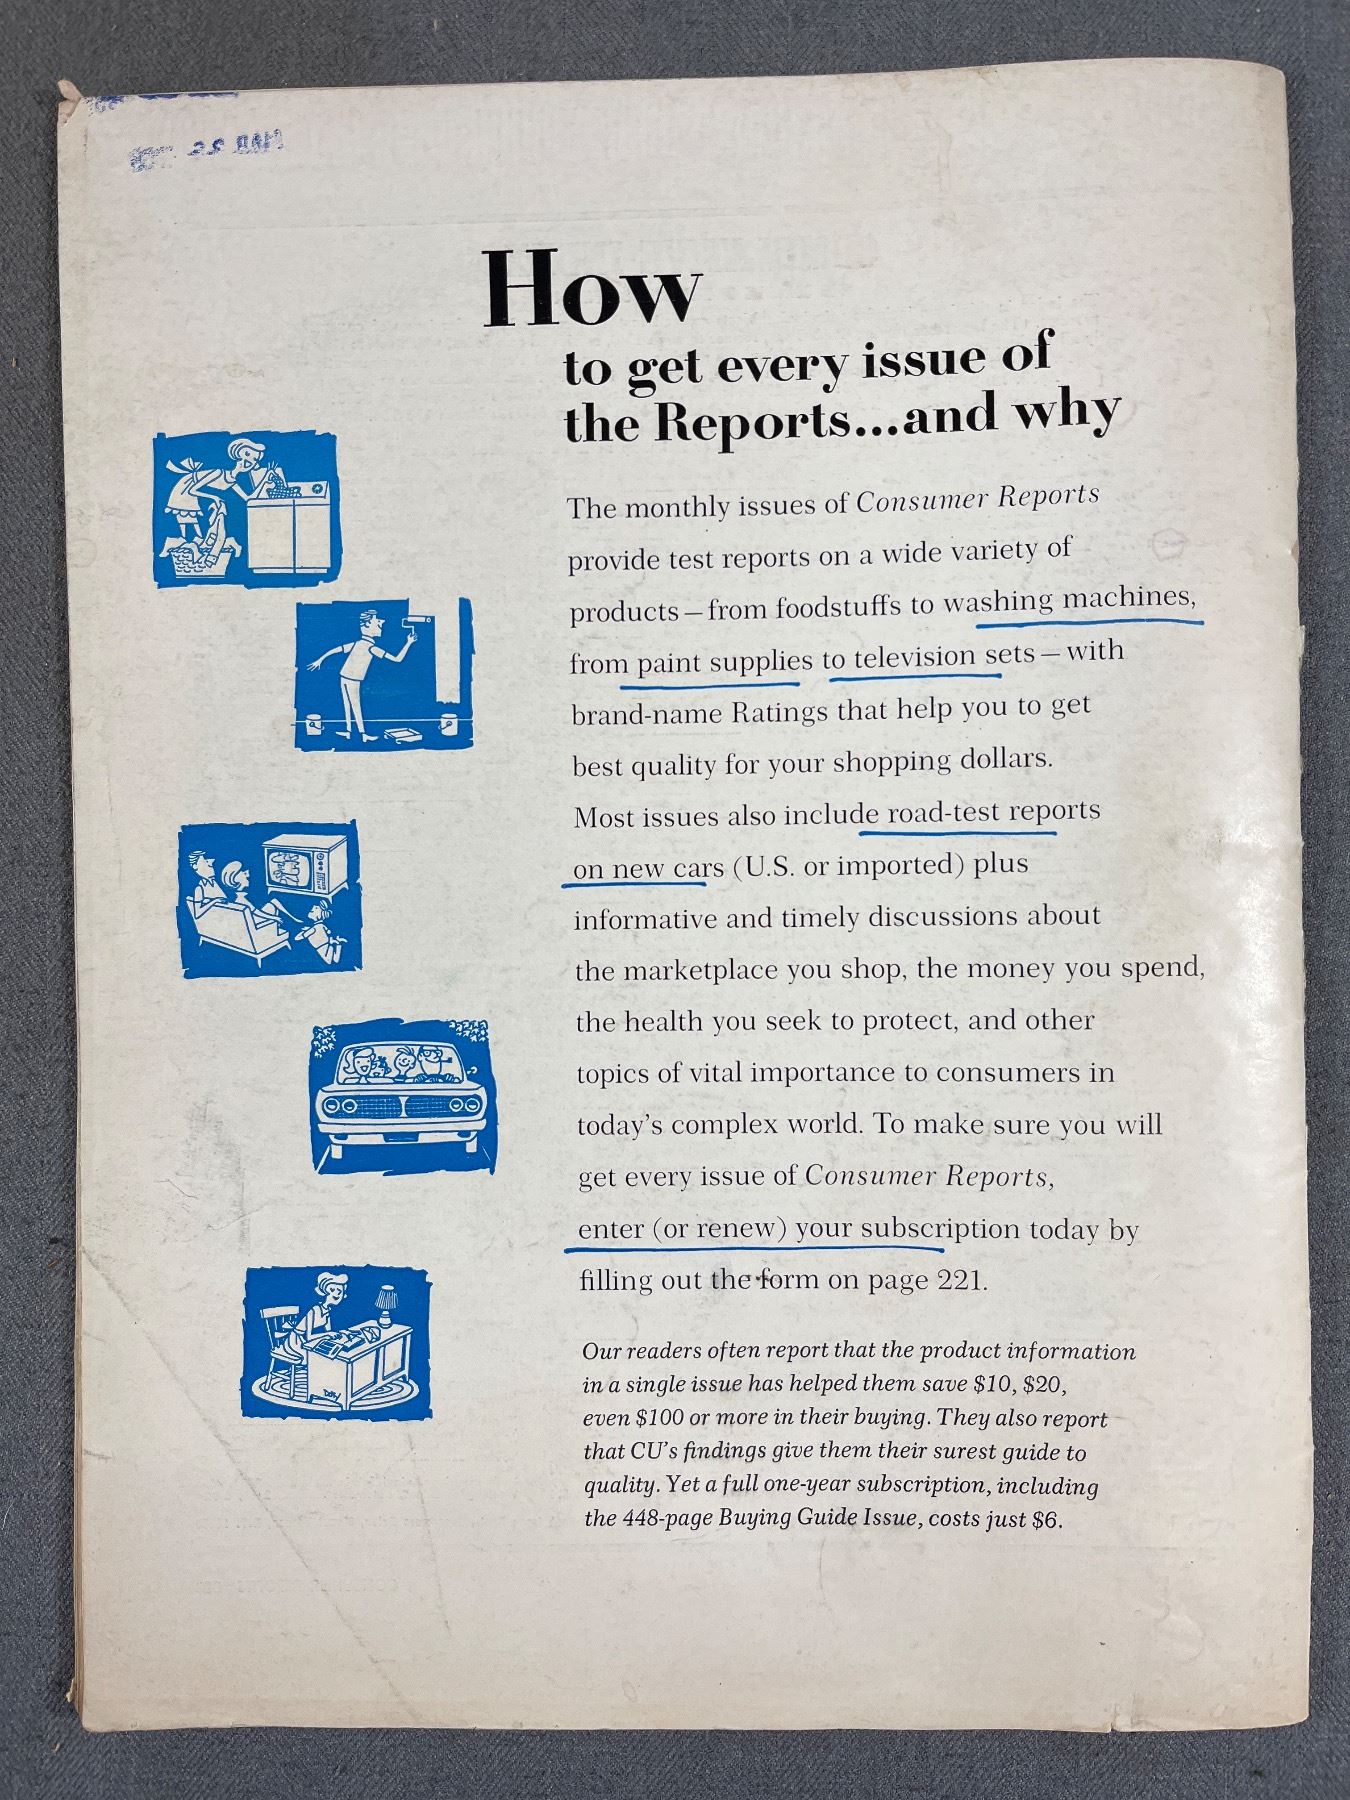 How
to get every issue of
the Reports...and why
The monthly issues of Consumer Reports
provide test reports on a wide variety of
products—from foodstuffs to washing machines,
from paint supplies to television sets—with
brand-name Ratings that help you to get
best quality for your shopping dollars.
Most issues also include road-test reports
on new cars (U.S. or imported) plus
informative and timely discussions about
the marketplace you shop, the money you spend,
the health you seek to protect, and other
topics of vital importance to consumers in
today's complex world. To make sure you will
get every issue of Consumer Reports,
enter (or renew) your subscription today by
filling out the form on page 221.
Our readers often report that the product information
in a single issue has helped them save $10, $20,
even $100 or more in their buying. They also report
that CU's findings give them their surest guide to
quality. Yet a full one-year subscription, including
the 448-page Buying Guide Issue, costs just $6.